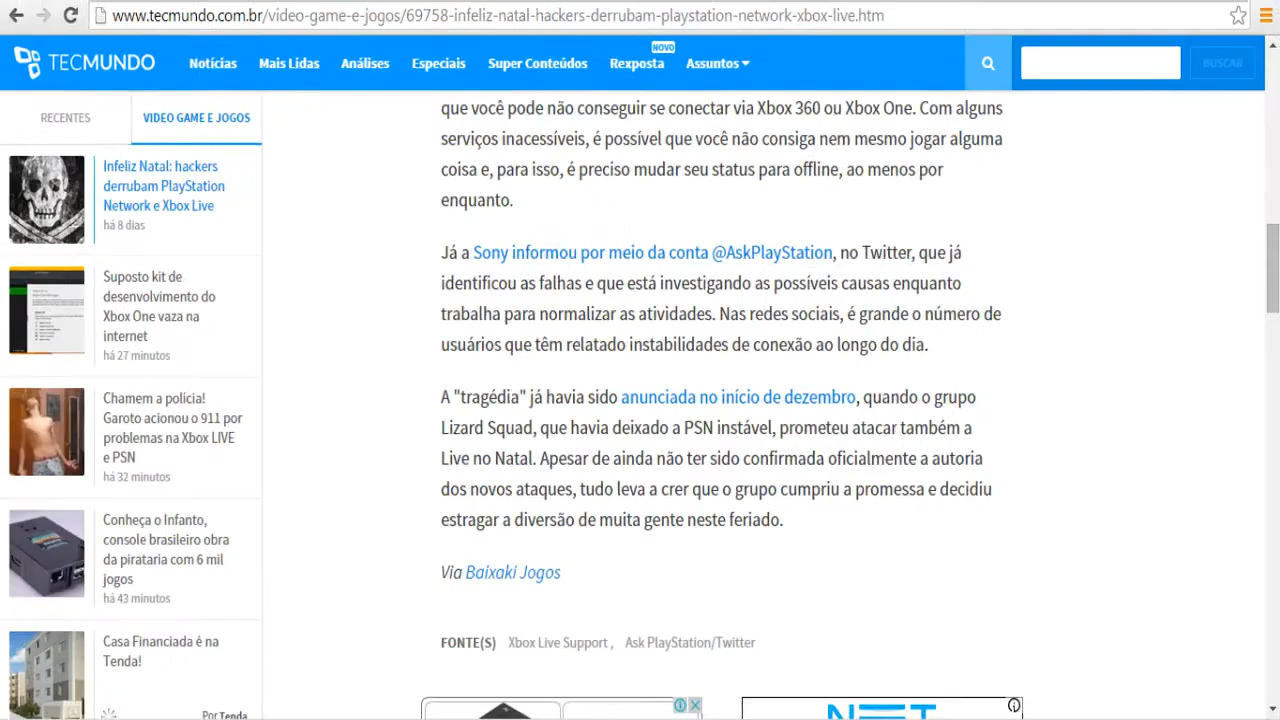 www.tecmundo.com.br/video-game-e-jogos/69758-infeliz-natal-hackers-derrubam-playstation-network-xbox-live.htm
TECMUNDO
Notícias
Mais Lidas
Análises
Especiais
Super Conteúdos
NOVO
Rexposta
Assuntos
BUSCAR
RECENTES
VIDEO GAME E JOGOS
Infeliz Natal: hackers
derrubam PlayStation
Network e Xbox Live
há 8 dias
Suposto kit de
desenvolvimento do
Xbox One vaza na
internet
há 27 minutos
Chamem a polícia!
Garoto acionou o 911 por
problemas na Xbox LIVE
e PSN
há 32 minutos
Conheça o Infanto,
console brasileiro obra
da pirataria com 6 mil
jogos
há 43 minutos
Casa Financiada é na
Tenda!
Por Tenda
que você pode não conseguir se conectar via Xbox 360 ou Xbox One. Com alguns
serviços inacessíveis, é possível que você não consiga nem mesmo jogar alguma
coisa e, para isso, é preciso mudar seu status para offline, ao menos por
enquanto.
Já a Sony informou por meio da conta @AskPlayStation, no Twitter, que já
identificou as falhas e que está investigando as possíveis causas enquanto
trabalha para normalizar as atividades. Nas redes sociais, é grande o número de
usuários que têm relatado instabilidades de conexão ao longo do dia.
A "tragédia" já havia sido anunciada no início de dezembro, quando o grupo
Lizard Squad, que havia deixado a PSN instável, prometeu atacar também a
Live no Natal. Apesar de ainda não ter sido confirmada oficialmente a autoria
dos novos ataques, tudo leva a crer que o grupo cumpriu a promessa e decidiu
estragar a diversão de muita gente neste feriado.
Via Baixaki Jogos
FONTE(S) Xbox Live Support , Ask PlayStation/Twitter
NET